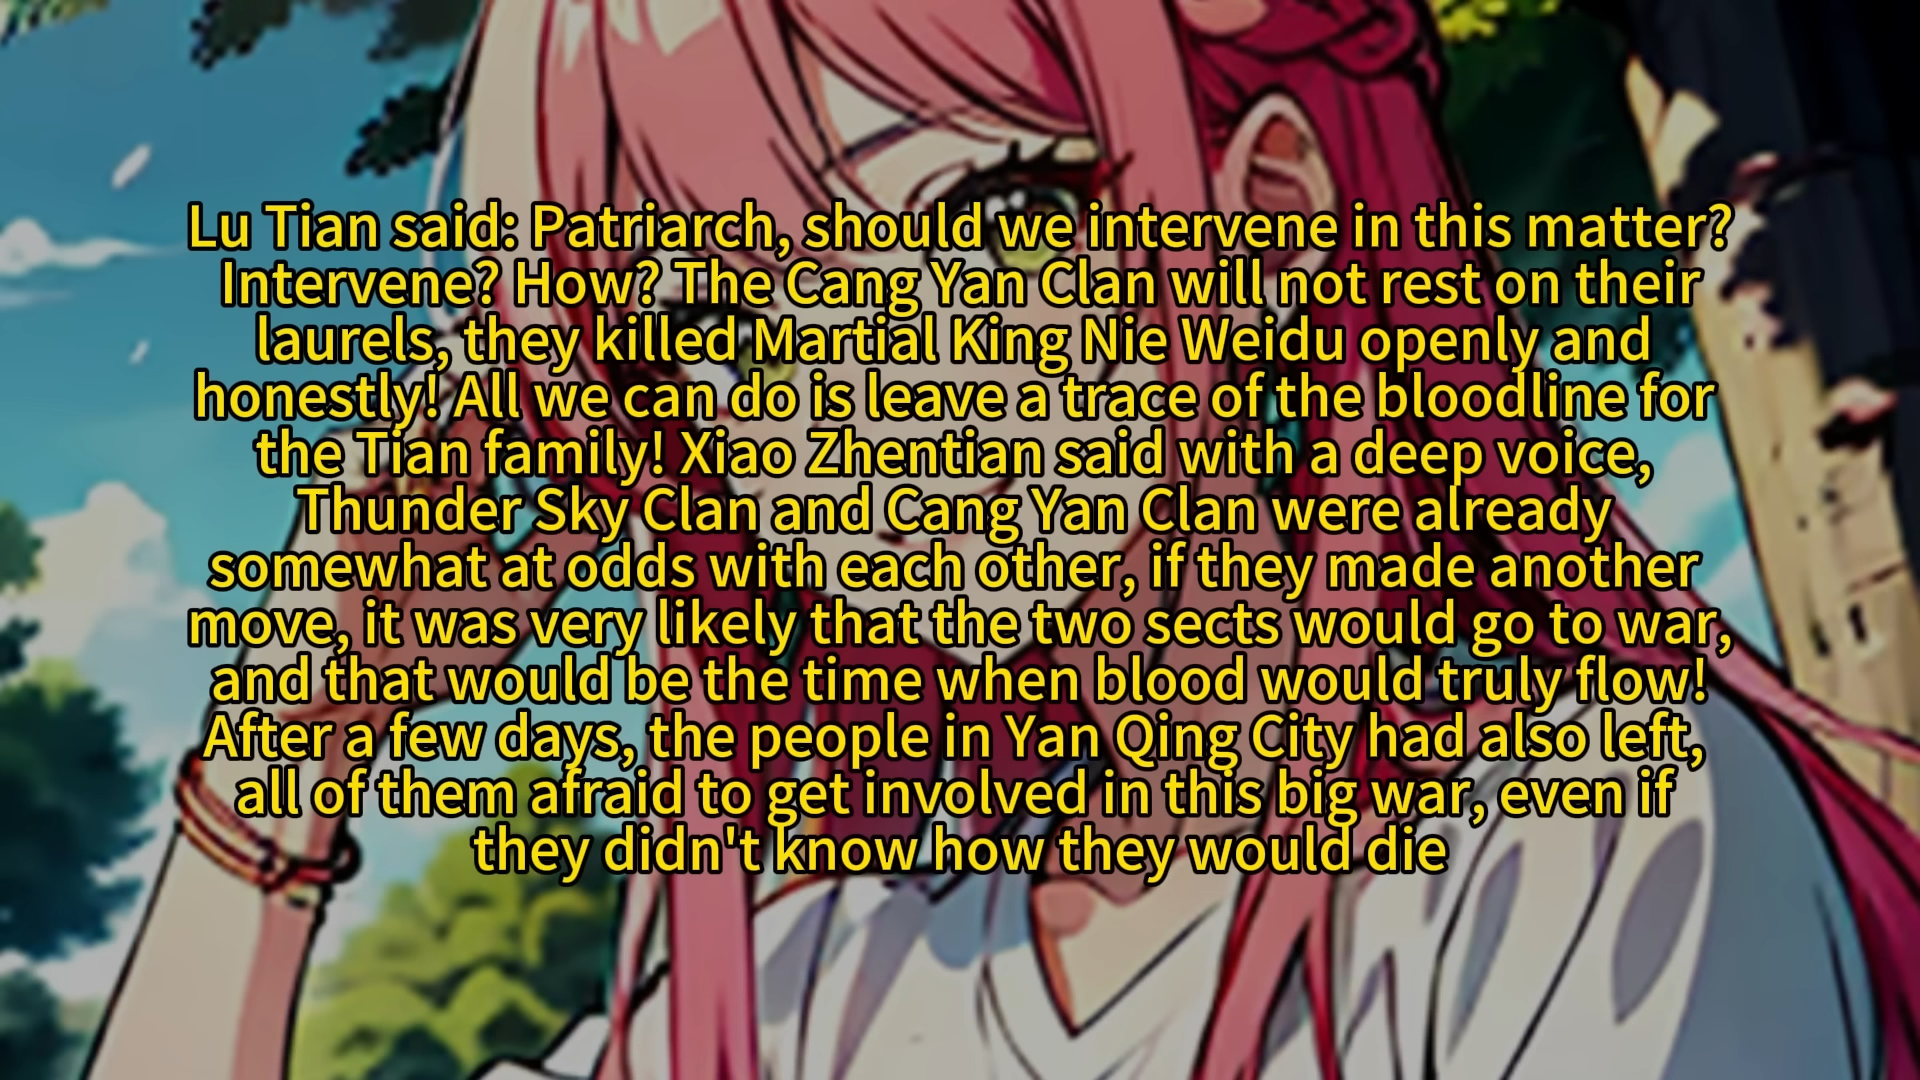 Lu Tian said: Patriarch, should we intervene in this matter?
Intervene? How? The Cang Yan Clan will not rest on their
laurels, they killed Martial King Nie Weidu openly and
honestly! All we can do is leave a trace of the bloodline for
the Tian family! Xiao Zhentian said with a deep voice,
Thunder Sky Clan and Cang Yan Clan were already
somewhat at odds with each other, if they made another
move, it was very likely that the two sects would go to war,
and that would be the time when blood would truly flow!
After a few days, the people in Yan Qing City had also left,
all of them afraid to get involved in this big war, even if
they didn't know how they would die